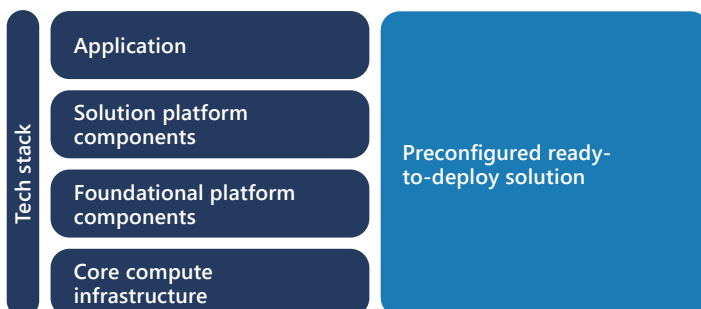 Tech stack
Application
Solution platform
components
Foundational platform
components
Core compute
infrastructure
Preconfigured ready-
to-deploy solution